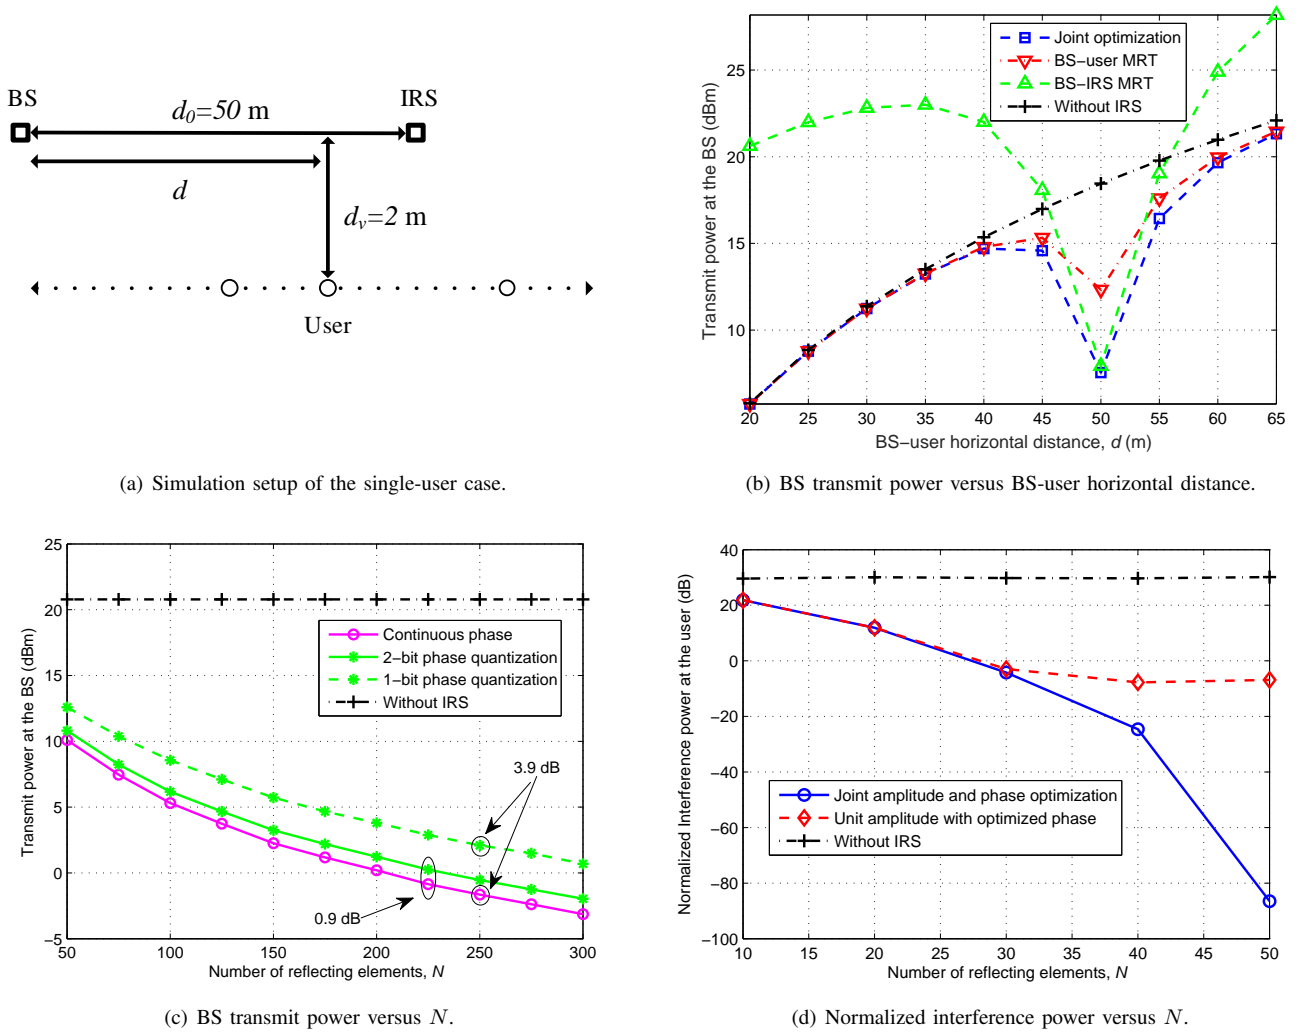 BS
IRS
d₀=50 m
d
dᵥ=2 m
User
(a) Simulation setup of the single-user case.
Joint optimization
BS−user MRT
BS−IRS MRT
Without IRS
Transmit power at the BS (dBm)
25
20
15
10
20 25 30 35 40 45 50 55 60 65
BS−user horizontal distance, d (m)
(b) BS transmit power versus BS-user horizontal distance.
25
20
15
10
5
0
−5
Transmit power at the BS (dBm)
Continuous phase
2−bit phase quantization
1−bit phase quantization
Without IRS
3.9 dB
0.9 dB
50 100 150 200 250 300
Number of reflecting elements, N
(c) BS transmit power versus N.
40
20
0
−20
−40
−60
−80
−100
Normalized Interference power at the user (dB)
Joint amplitude and phase optimization
Unit amplitude with optimized phase
Without IRS
10 15 20 25 30 35 40 45 50
Number of reflecting elements, N
(d) Normalized interference power versus N.